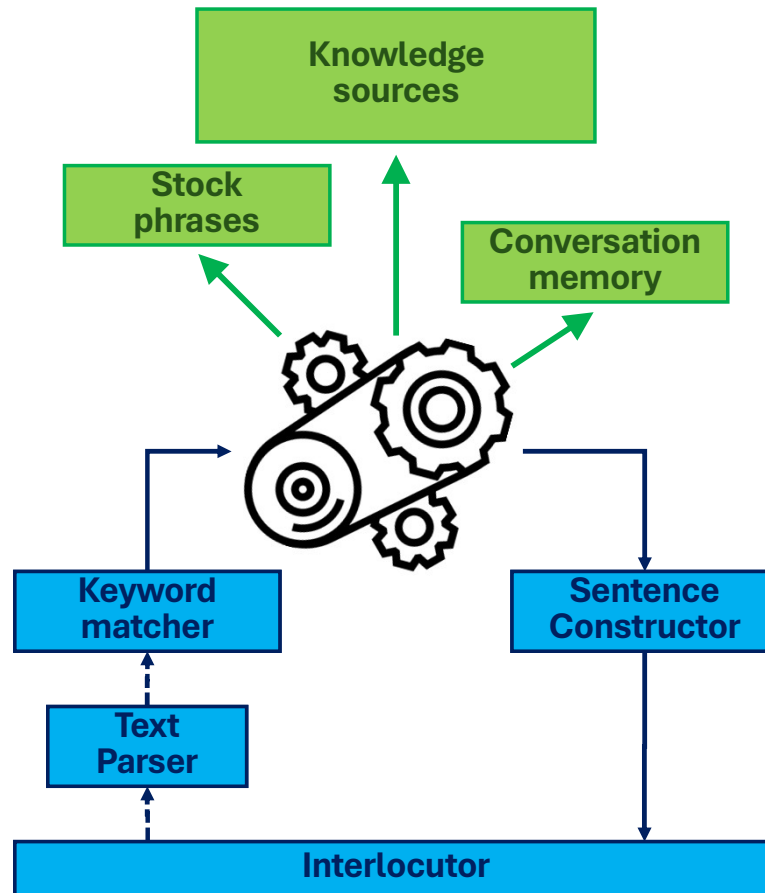 Knowledge
sources
Stock
phrases
Conversation
memory
Keyword
matcher
Sentence
Constructor
Text
Parser
Interlocutor